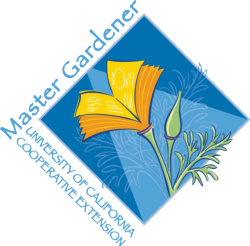 Master Gardener
UNIVERSITY OF CALIFORNIA
COOPERATIVE EXTENSION